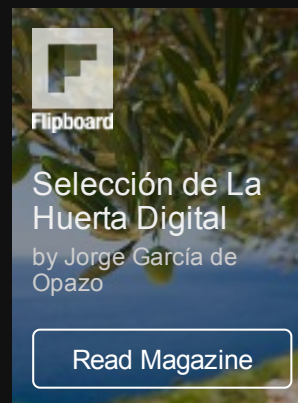 Flipboard
Selección de La
Huerta Digital
by Jorge García de
Opazo
Read Magazine